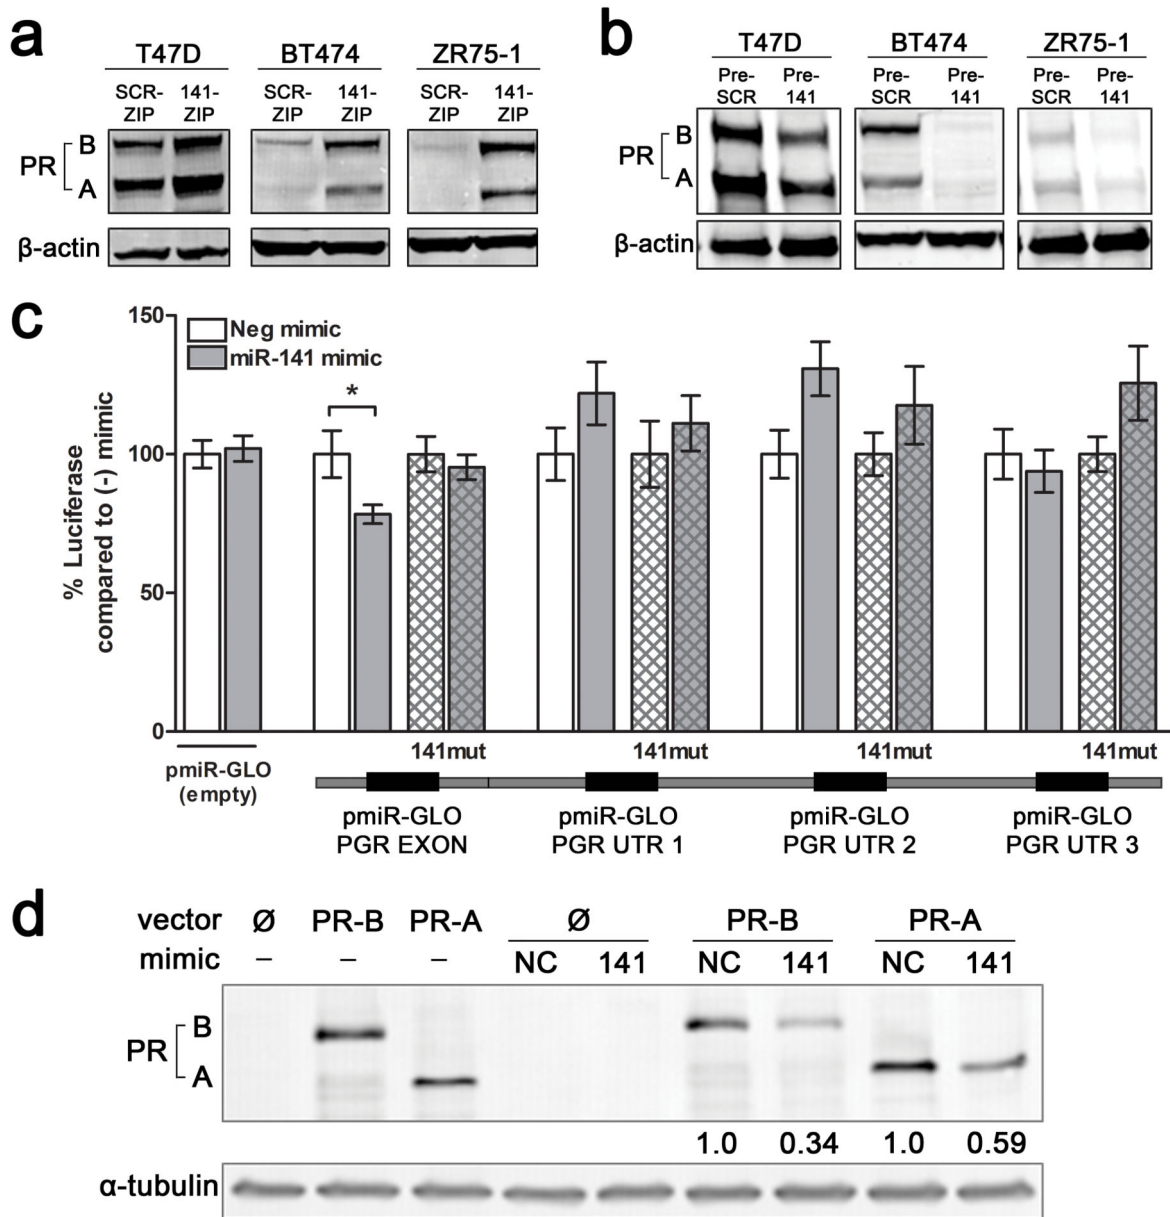 a
T47D BT474 ZR75-1
SCR-ZIP 141-ZIP SCR-ZIP 141-ZIP SCR-ZIP 141-ZIP
PR B
A
β-actin
b
T47D BT474 ZR75-1
Pre-SCR Pre-141 Pre-SCR Pre-141 Pre-SCR Pre-141
PR B
A
β-actin
c
% Luciferase
compared to (-) mimic
150
100
50
0
Neg mimic
miR-141 mimic
*
141mut 141mut 141mut 141mut
pmiR-GLO
(empty)
pmiR-GLO
PGR EXON
pmiR-GLO
PGR UTR 1
pmiR-GLO
PGR UTR 2
pmiR-GLO
PGR UTR 3
d
vector Ø PR-B PR-A Ø PR-B PR-A
mimic – – – NC 141 NC 141 NC 141
PR B
A
1.0 0.34 1.0 0.59
α-tubulin